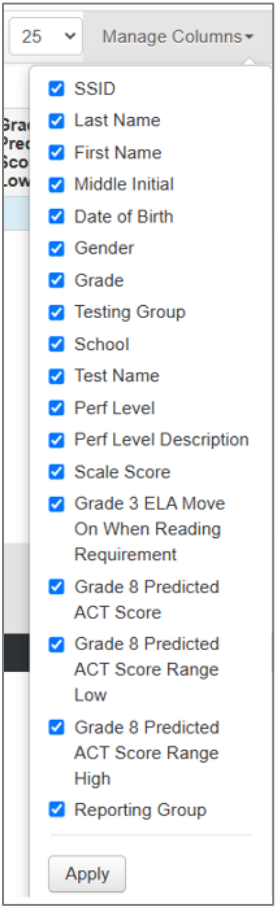 25
Manage Columns
SSID
Last Name
First Name
Middle Initial
Date of Birth
Gender
Grade
Testing Group
School
Test Name
Perf Level
Perf Level Description
Scale Score
Grade 3 ELA Move
On When Reading
Requirement
Grade 8 Predicted
ACT Score
Grade 8 Predicted
ACT Score Range
Low
Grade 8 Predicted
ACT Score Range
High
Reporting Group
Apply